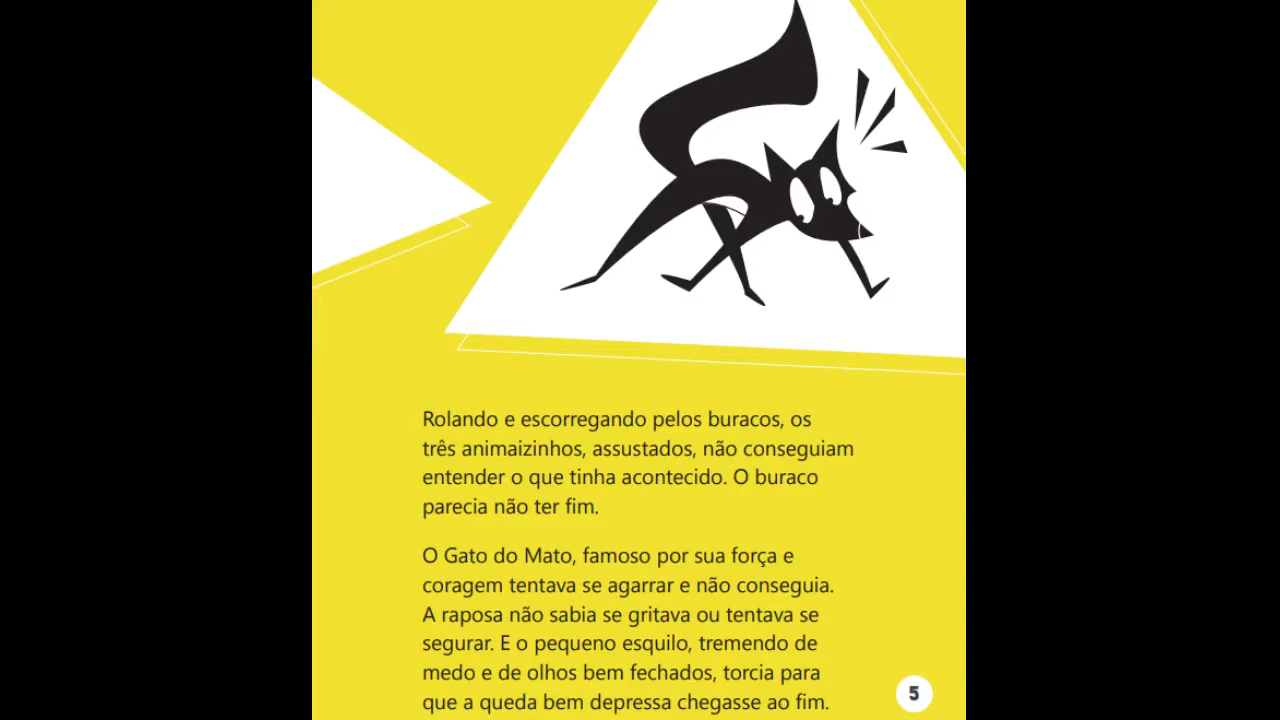 Rolando e escorregando pelos buracos, os
três animaizinhos, assustados, não conseguiam
entender o que tinha acontecido. O buraco
parecia não ter fim.
O Gato do Mato, famoso por sua força e
coragem tentava se agarrar e não conseguia.
A raposa não sabia se gritava ou tentava se
segurar. E o pequeno esquilo, tremendo de
medo e de olhos bem fechados, torcia para
que a queda bem depressa chegasse ao fim.
5